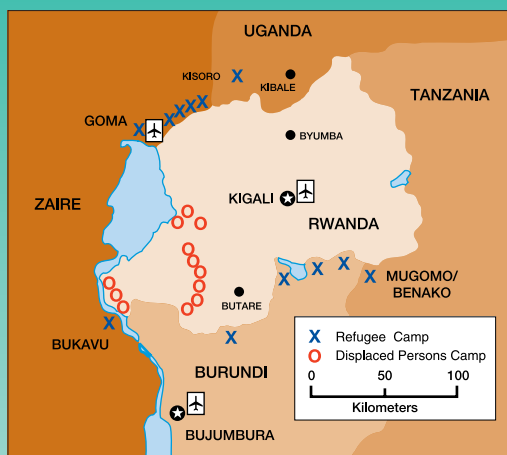 UGANDA
KISORO X
KIBALE
TANZANIA
X X X X X
GOMA
BYUMBA
ZAIRE
KIGALI
RWANDA
O
O O
O
O
O
O
O
O
O
O
O
X X X X
MUGOMO/
BENAKO
BUTARE
X
BUKAVU
X
BURUNDI
BUJUMBURA
X Refugee Camp
O Displaced Persons Camp
0 50 100
Kilometers